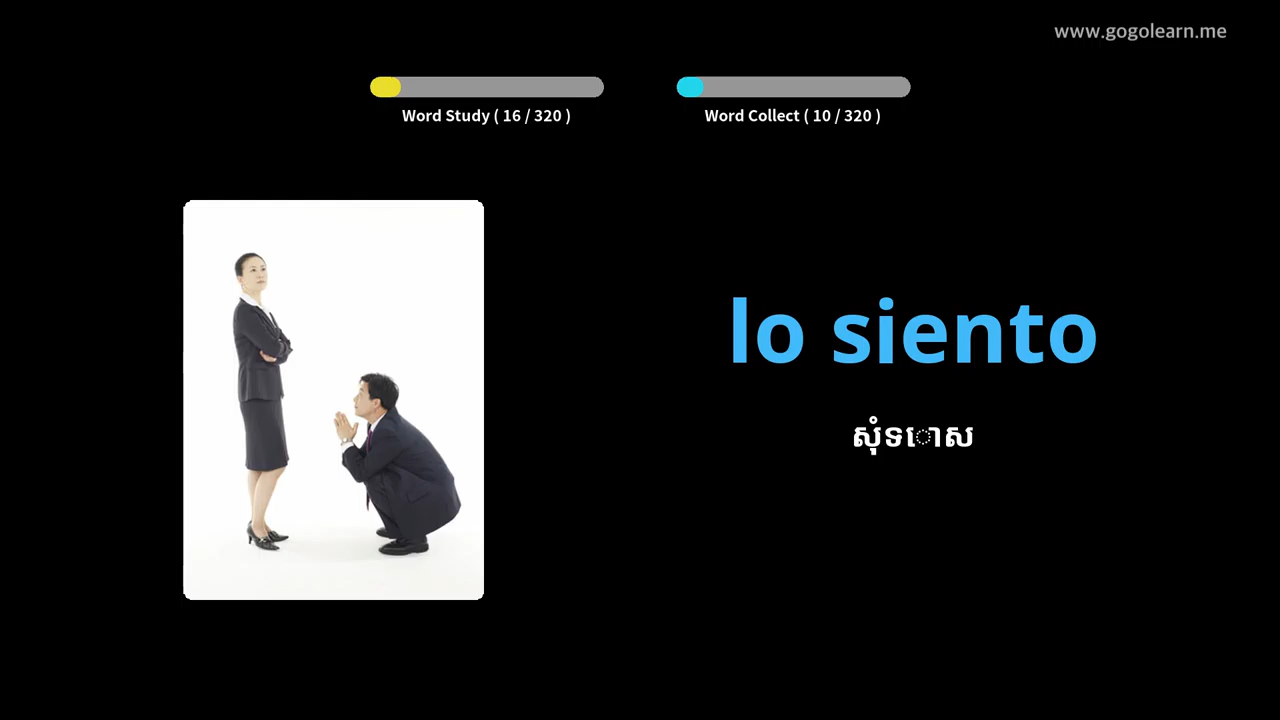 www.gogolearn.me
Word Study ( 16 / 320 )
Word Collect ( 10 / 320 )
lo siento
សុំទោស